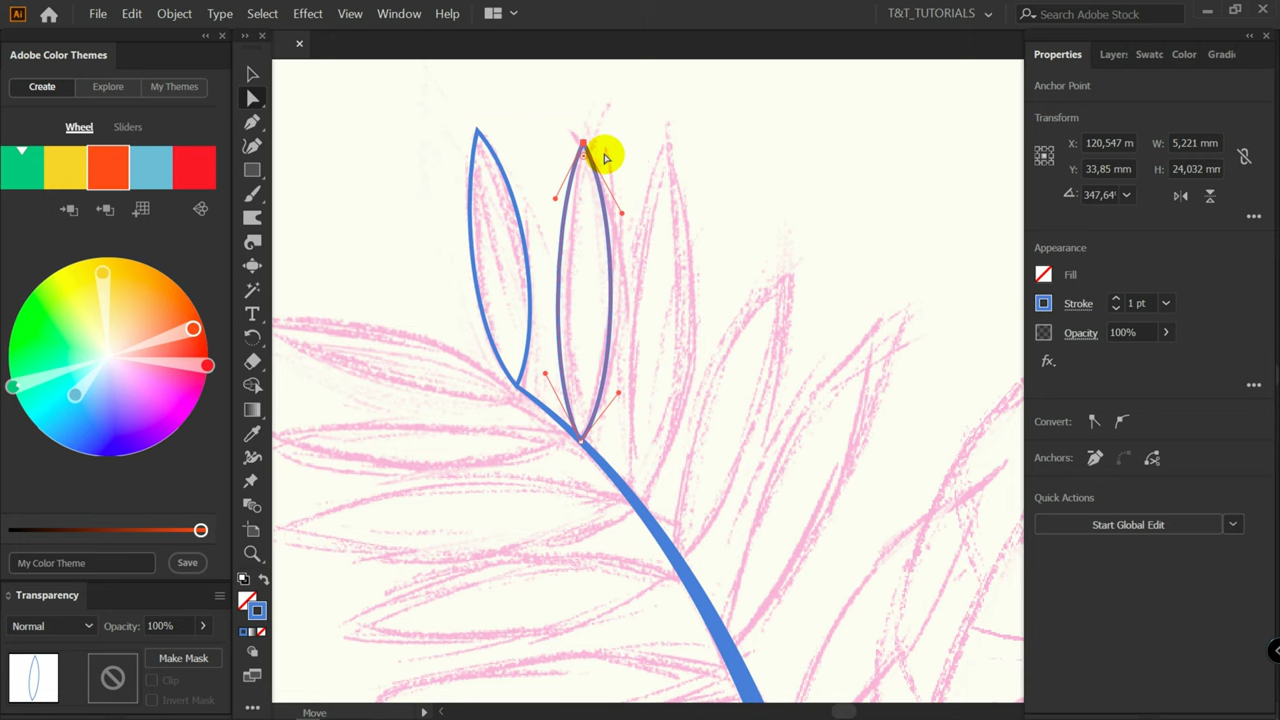 Ai File Edit Object Type Select Effect View Window Help T&T_TUTORIALS Search Adobe Stock
Adobe Color Themes
Create Explore My Themes
Wheel Sliders
My Color Theme Save
Transparency
Normal Opacity: 100%
Make Mask
Clip
Invert Mask
T
Move
Properties Layer: Swatc Color Gradi
Anchor Point
Transform
X: 120,547 m W: 5,221 mm
Y: 33,85 mm H: 24,032 mm
347,64°
Appearance
Fill
Stroke 1 pt
Opacity 100%
fx.
Convert:
Anchors:
Quick Actions
Start Global Edit